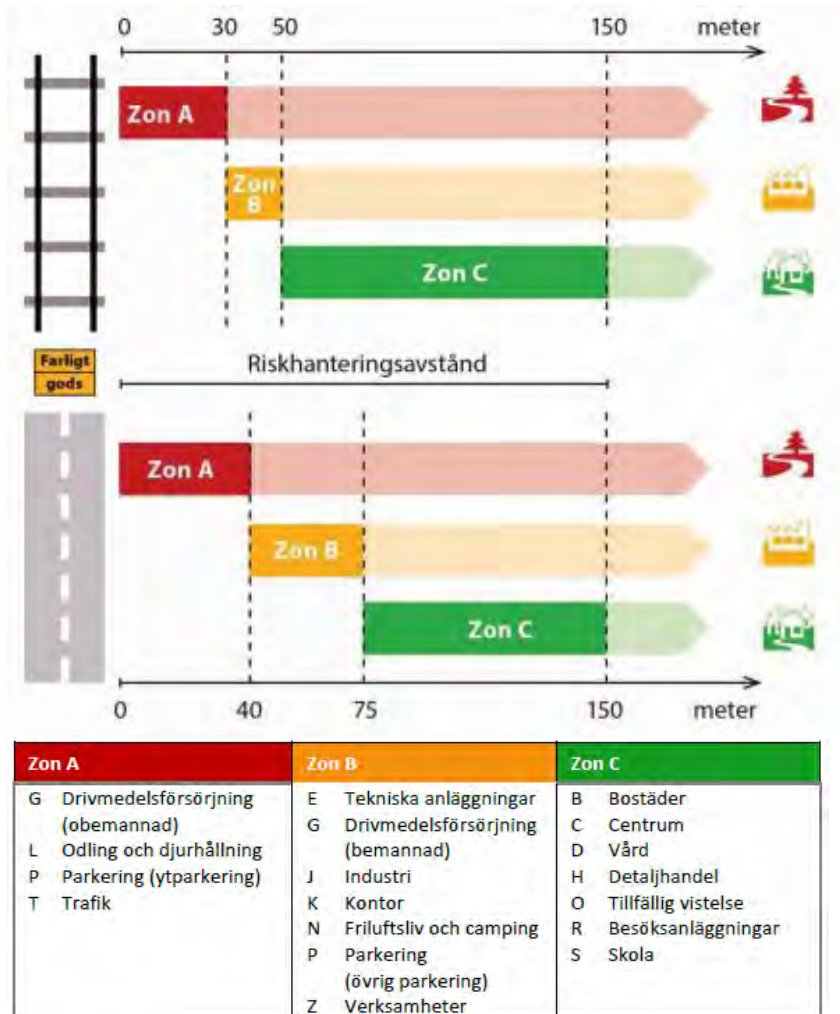 0 30 50 150 meter
Zon A
Zon
B
Zon C
Farligt
gods
Riskhanteringsavstånd
Zon A
Zon B
Zon C
0 40 75 150 meter
Zon A
G Drivmedelsförsörjning
(obemannad)
L Odling och djurhållning
P Parkering (ytparkering)
T Trafik
Zon B
E Tekniska anläggningar
G Drivmedelsförsörjning
(bemannad)
J Industri
K Kontor
N Friluftsliv och camping
P Parkering
(övrig parkering)
Z Verksamheter
Zon C
B Bostäder
C Centrum
D Vård
H Detaljhandel
O Tillfällig vistelse
R Besöksanläggningar
S Skola